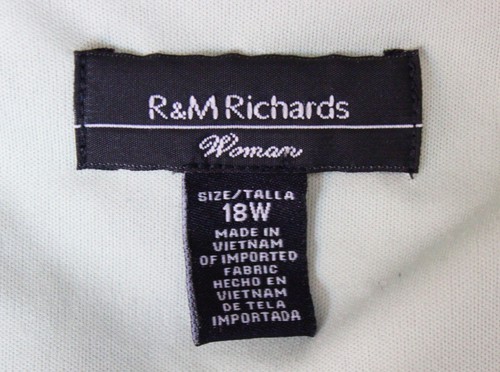 R&M Richards
Woman
SIZE/TALLA
18W
MADE IN
VIETNAM
OF IMPORTED
FABRIC
HECHO EN
VIETNAM
DE TELA
IMPORTADA